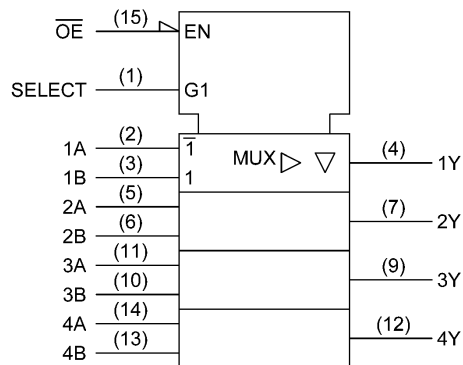 O̅E̅ (15) EN
SELECT (1) G1
1A (2) 1̅ MUX (4) 1Y
1B (3) 1
2A (5)
2B (6) (7) 2Y
3A (11)
3B (10) (9) 3Y
4A (14)
4B (13) (12) 4Y